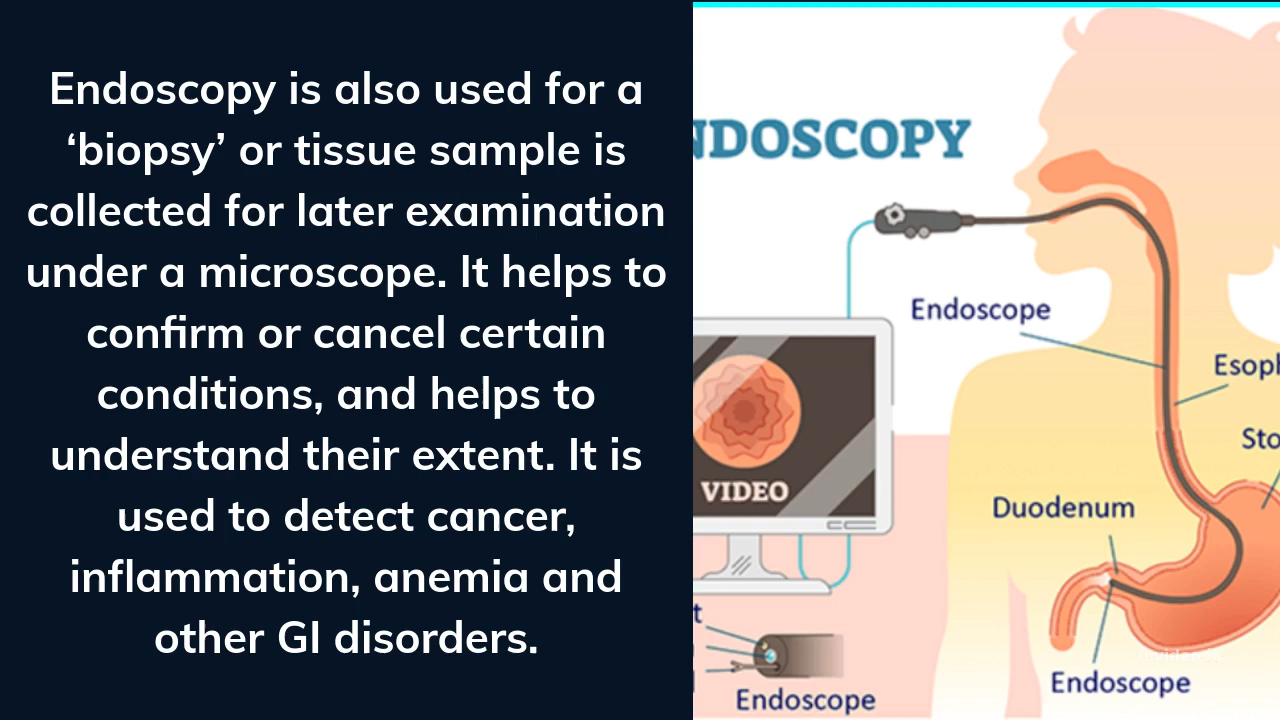 Endoscopy is also used for a
‘biopsy’ or tissue sample is
collected for later examination
under a microscope. It helps to
confirm or cancel certain
conditions, and helps to
understand their extent. It is
used to detect cancer,
inflammation, anemia and
other GI disorders.
NDOSCOPY
Endoscope
Esoph
Sto
VIDEO
Duodenum
t
Endoscope
Endoscope